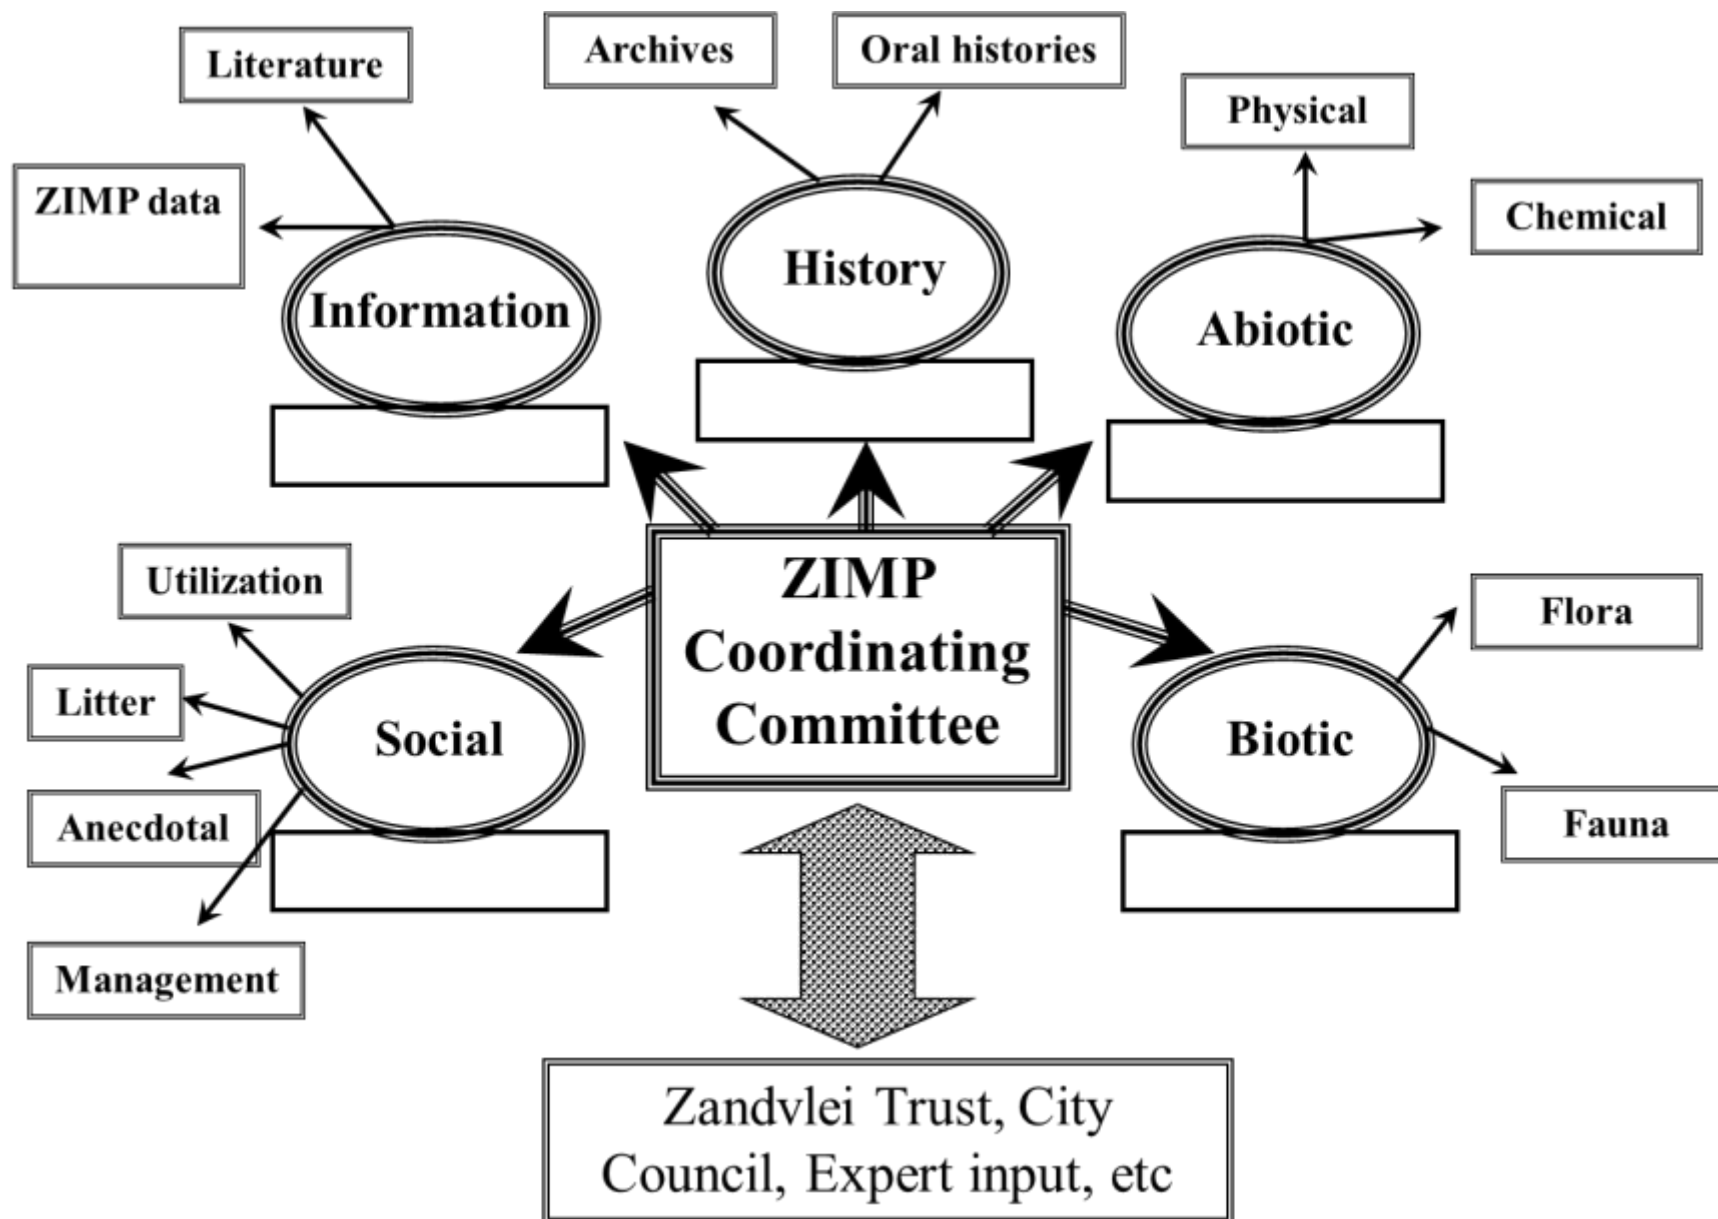 Archives
Oral histories
Literature
Physical
ZIMP data
Chemical
History
Information
Abiotic
ZIMP
Coordinating
Committee
Utilization
Flora
Litter
Social
Biotic
Anecdotal
Fauna
Management
Zandvlei Trust, City
Council, Expert input, etc